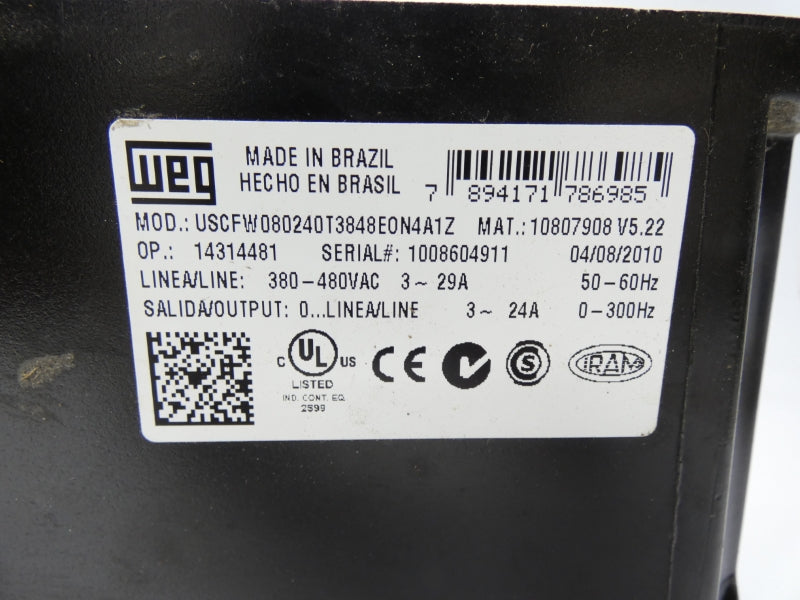 WEG
MADE IN BRAZIL
HECHO EN BRASIL
7 894171 786985
MOD.: USCFW080240T3848EON4A1Z MAT.: 10807908 V5.22
OP.: 14314481 SERIAL#: 1008604911 04/08/2010
LINEA/LINE: 380-480VAC 3~ 29A 50-60Hz
SALIDA/OUTPUT: 0...LINEA/LINE 3~ 24A 0-300Hz
C UL US
LISTED
IND. CONT. EQ.
2599
CE
S
IRAM